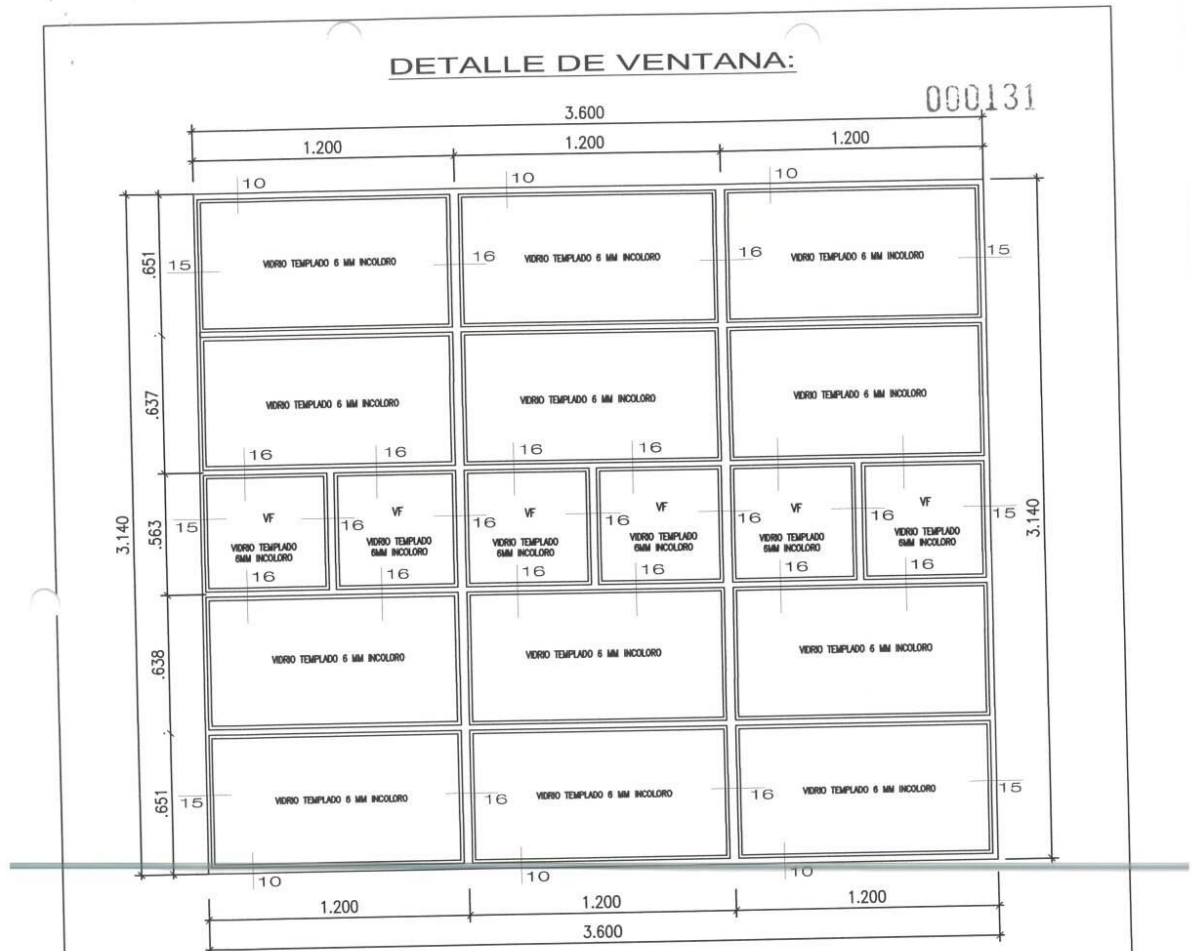 DETALLE DE VENTANA:
000131
3.600
1.200 1.200 1.200
10 10 10
.651 15 VIDRIO TEMPLADO 6 MM INCOLORO 16 VIDRIO TEMPLADO 6 MM INCOLORO 16 VIDRIO TEMPLADO 6 MM INCOLORO 15
.637 VIDRIO TEMPLADO 6 MM INCOLORO VIDRIO TEMPLADO 6 MM INCOLORO VIDRIO TEMPLADO 6 MM INCOLORO
16 16 16 16 16 16
3.140 .563 15 VF 16 VF 16 VF 16 VF 16 VF 16 VF 15 3.140
VIDRIO TEMPLADO VIDRIO TEMPLADO VIDRIO TEMPLADO VIDRIO TEMPLADO VIDRIO TEMPLADO VIDRIO TEMPLADO
6MM INCOLORO 6MM INCOLORO 6MM INCOLORO 6MM INCOLORO 6MM INCOLORO 6MM INCOLORO
16 16 16 16 16 16
.638 VIDRIO TEMPLADO 6 MM INCOLORO VIDRIO TEMPLADO 6 MM INCOLORO VIDRIO TEMPLADO 6 MM INCOLORO
.651 15 VIDRIO TEMPLADO 6 MM INCOLORO 16 VIDRIO TEMPLADO 6 MM INCOLORO 16 VIDRIO TEMPLADO 6 MM INCOLORO 15
10 10 10
1.200 1.200 1.200
3.600